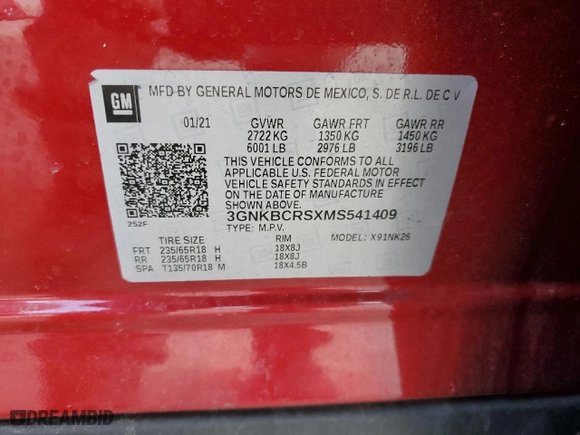 GM
MFD BY GENERAL MOTORS DE MEXICO, S. DE R.L. DE C V
01/21 GVWR GAWR FRT GAWR RR
2722 KG 1350 KG 1450 KG
6001 LB 2976 LB 3196 LB
THIS VEHICLE CONFORMS TO ALL
APPLICABLE U.S. FEDERAL MOTOR
VEHICLE SAFETY STANDARDS IN
EFFECT ON THE DATE OF MANUFACTURE
SHOWN ABOVE.
3GNKBCRSXMS541409
252F TYPE: M.P.V. MODEL: X91NK26
TIRE SIZE RIM
FRT 235/65R18 H 18X8J
RR 235/65R18 H 18X8J
SPA T135/70R18 M 18X4.5B
DREAMBID